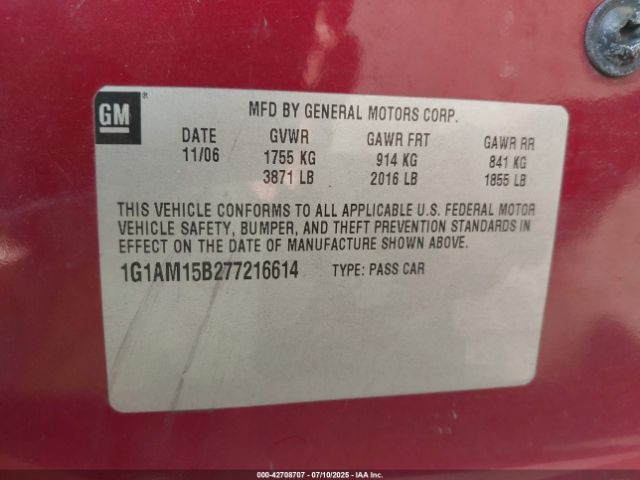 GM
MFD BY GENERAL MOTORS CORP.
DATE GVWR GAWR FRT GAWR RR
11/06 1755 KG 914 KG 841 KG
3871 LB 2016 LB 1855 LB
THIS VEHICLE CONFORMS TO ALL APPLICABLE U.S. FEDERAL MOTOR
VEHICLE SAFETY, BUMPER, AND THEFT PREVENTION STANDARDS IN
EFFECT ON THE DATE OF MANUFACTURE SHOWN ABOVE.
1G1AM15B277216614 TYPE: PASS CAR
000-42708707 - 07/10/2025 - IAA Inc.